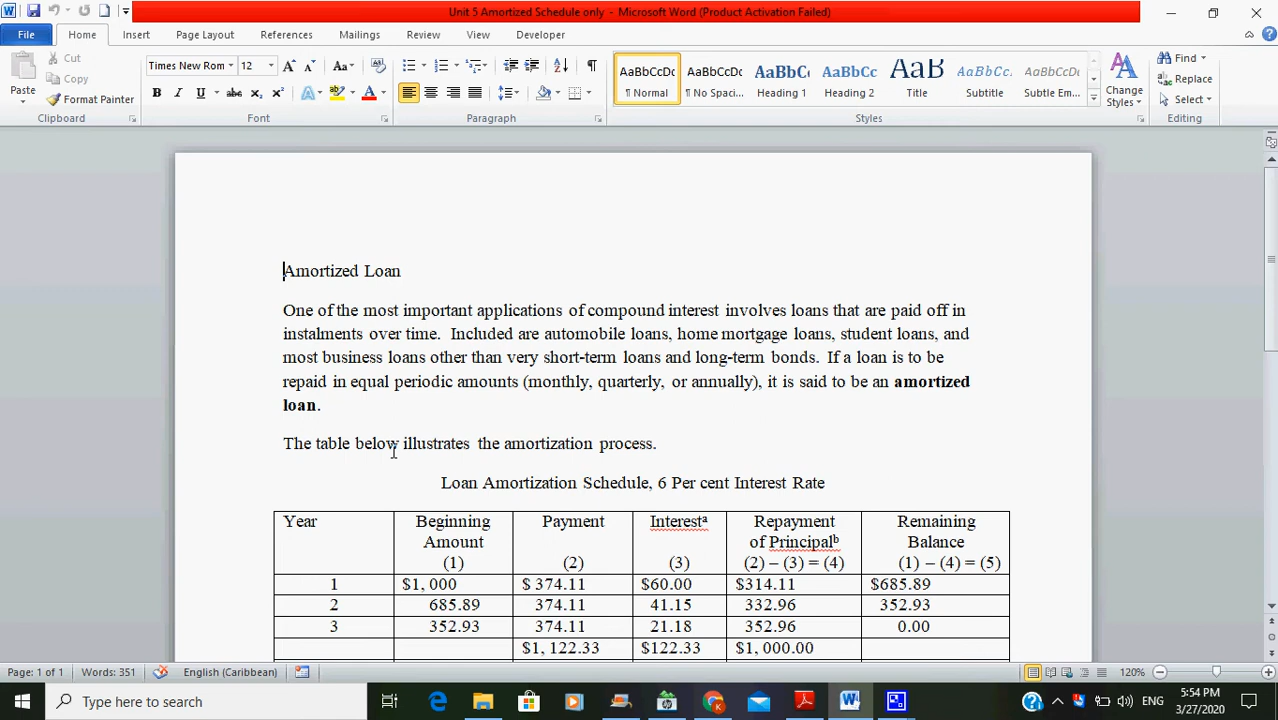 Unit 5 Amortized Schedule only - Microsoft Word (Product Activation Failed)
File Home Insert Page Layout References Mailings Review View Developer
Cut
Copy
Format Painter
Paste
Times New Rom 12
AaBbCcDc AaBbCcDc AaBbCc AaBbCc AaB AaBbCcDc AaBbCcDc
¶ Normal ¶ No Spaci... Heading 1 Heading 2 Title Subtitle Subtle Em...
Change
Styles
Find
Replace
Select
Clipboard Font Paragraph Styles Editing
Amortized Loan
One of the most important applications of compound interest involves loans that are paid off in
instalments over time. Included are automobile loans, home mortgage loans, student loans, and
most business loans other than very short-term loans and long-term bonds. If a loan is to be
repaid in equal periodic amounts (monthly, quarterly, or annually), it is said to be an amortized
loan.
The table below illustrates the amortization process.
Loan Amortization Schedule, 6 Per cent Interest Rate
Year Beginning Payment Interestᵃ Repayment Remaining
Amount of Principalᵇ Balance
(1) (2) (3) (2) – (3) = (4) (1) – (4) = (5)
1 $1, 000 $ 374.11 $60.00 $314.11 $685.89
2 685.89 374.11 41.15 332.96 352.93
3 352.93 374.11 21.18 352.96 0.00
$1, 122.33 $122.33 $1, 000.00
Page: 1 of 1 Words: 351 English (Caribbean) 120%
Type here to search
ENG
5:54 PM
3/27/2020